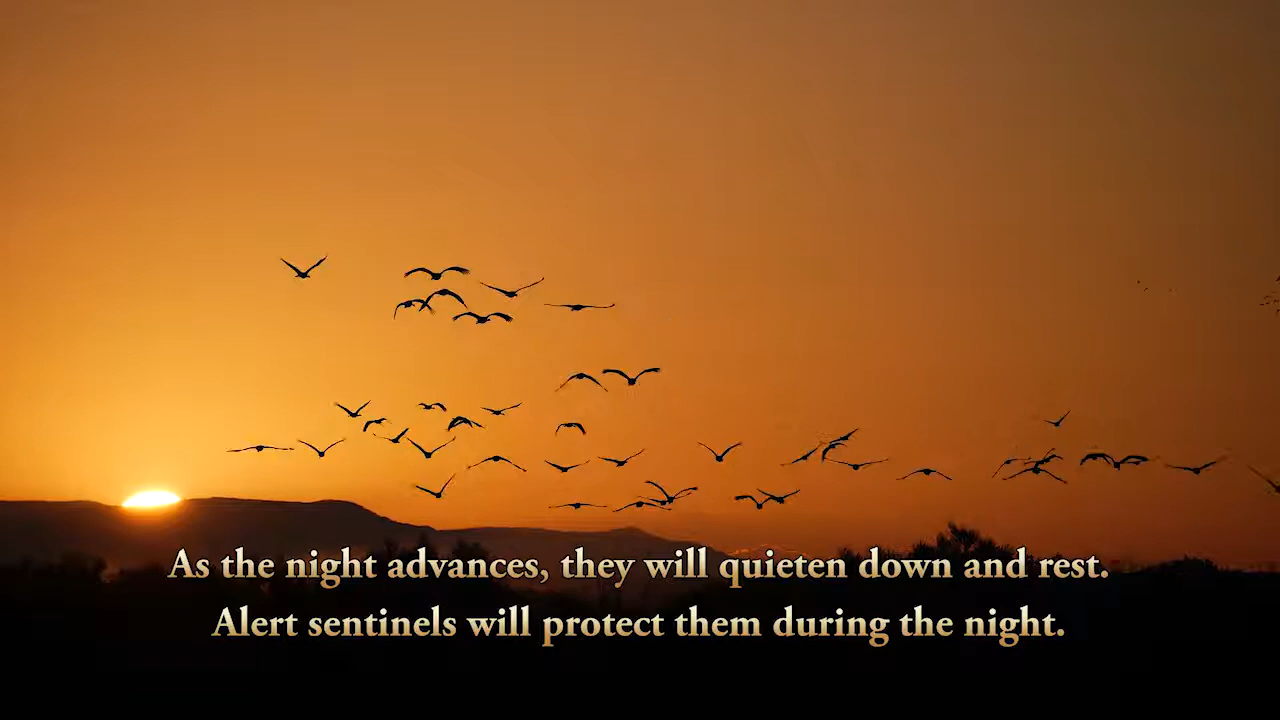 As the night advances, they will quieten down and rest.
Alert sentinels will protect them during the night.